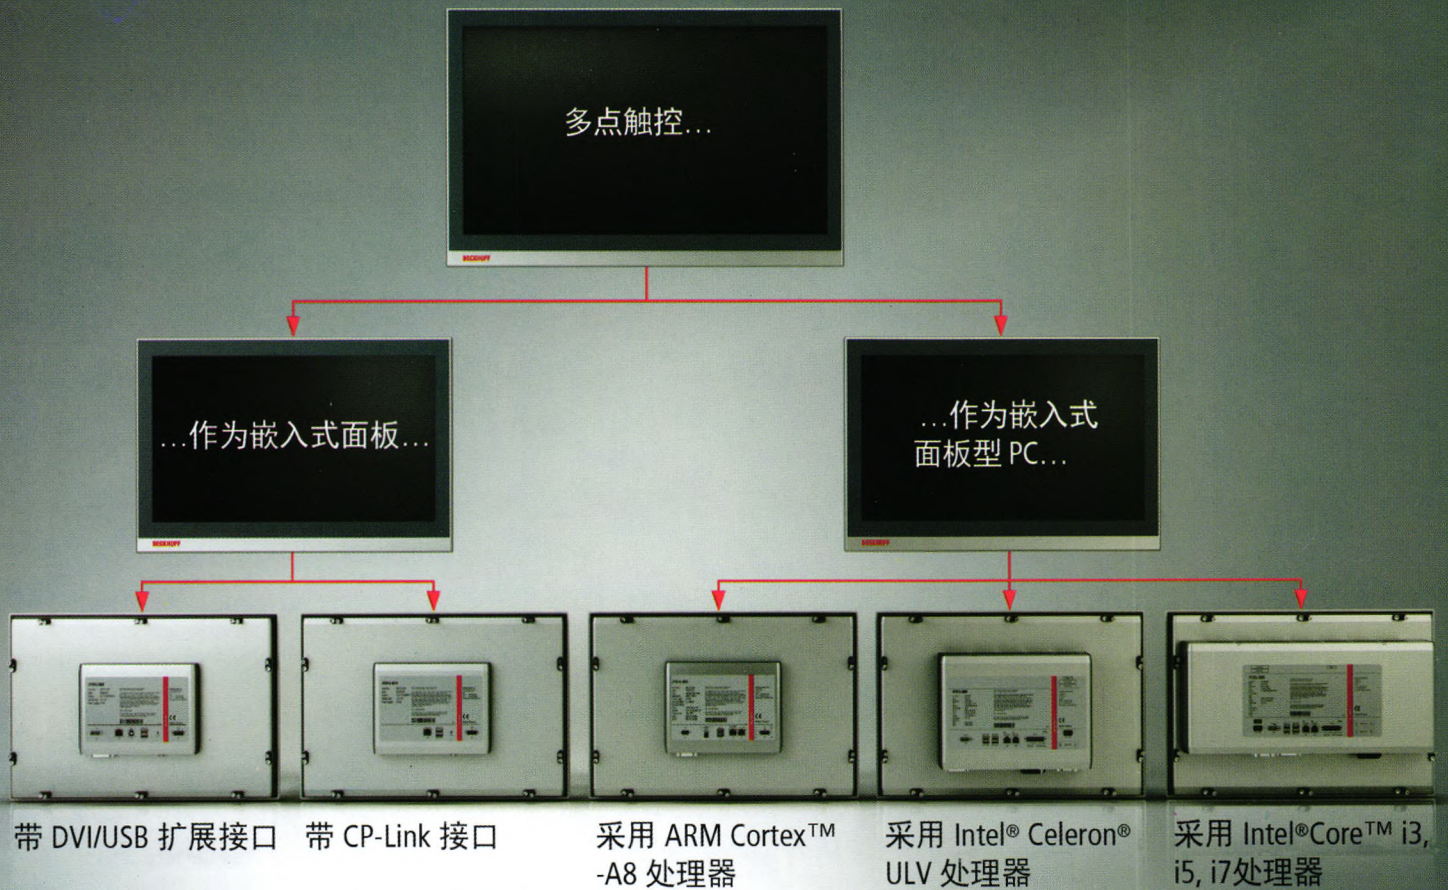 多点触控...
BECKHOFF
...作为嵌入式面板...
BECKHOFF
...作为嵌入式
面板型 PC...
BECKHOFF
带 DVI/USB 扩展接口
带 CP-Link 接口
采用 ARM Cortex™
-A8 处理器
采用 Intel® Celeron®
ULV 处理器
采用 Intel®Core™ i3,
i5, i7处理器